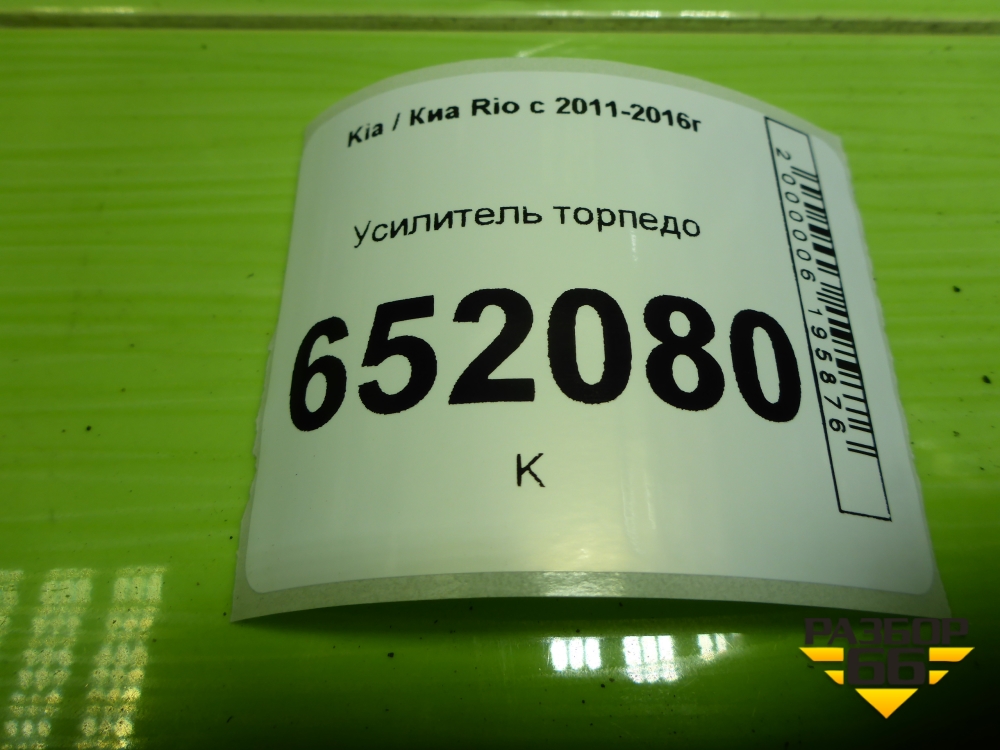 Kia / Киа Rio с 2011-2016г
Усилитель торпедо
652080
К
2000006195876
РАЗБОР
66